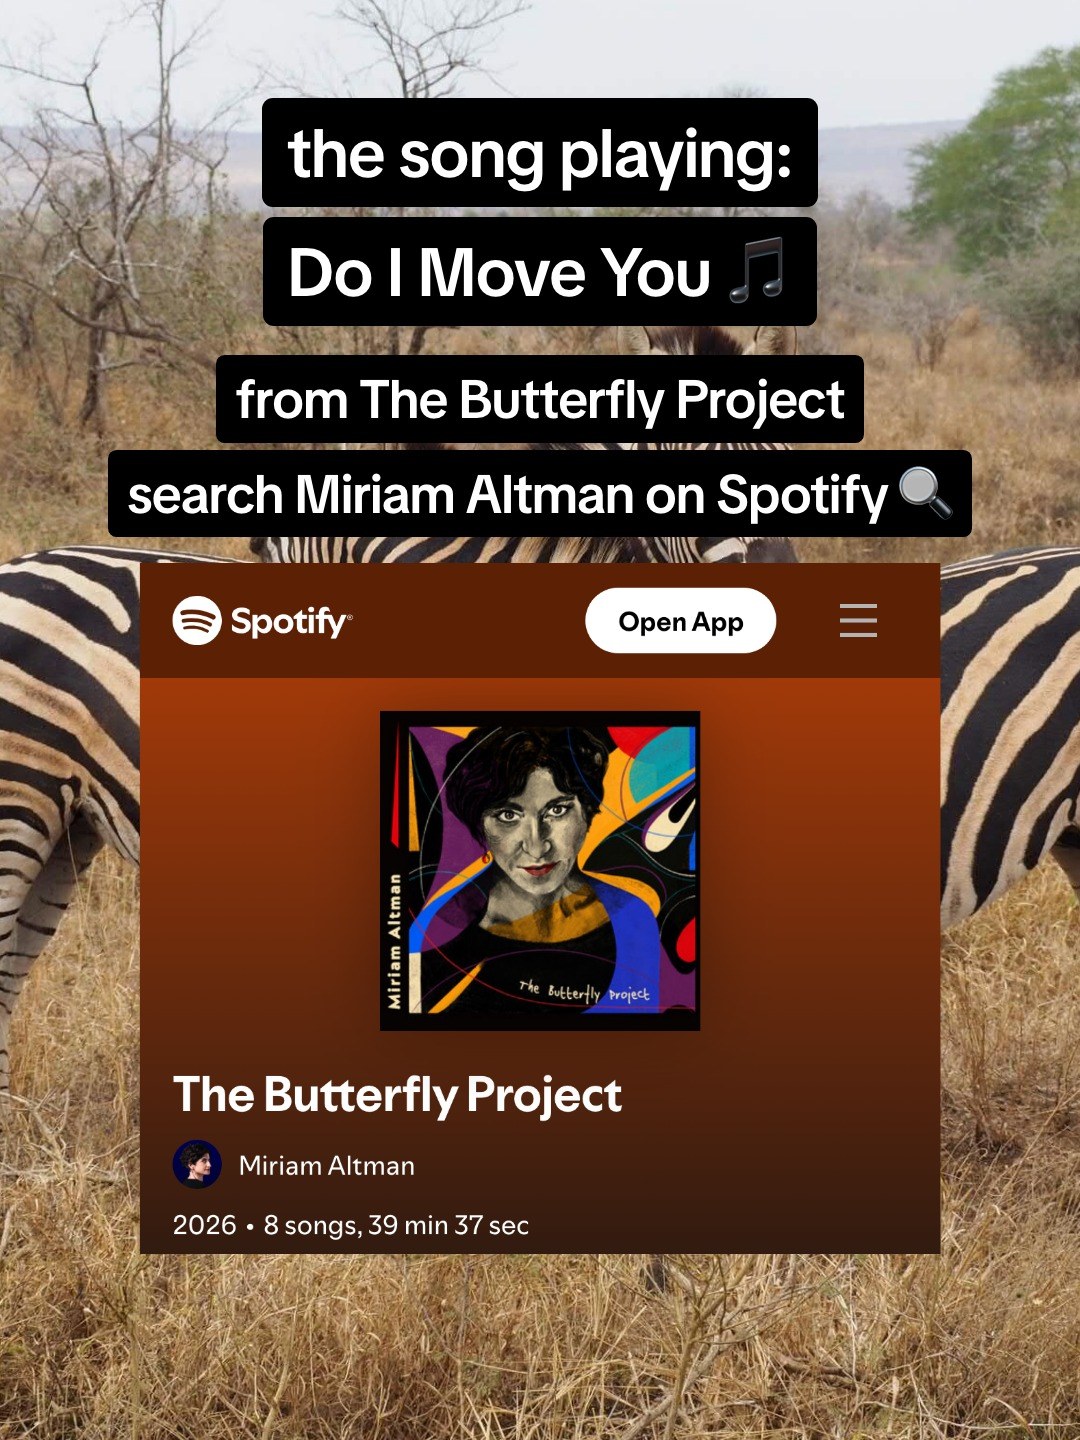 the song playing:
Do I Move You 🎵
from The Butterfly Project
search Miriam Altman on Spotify 🔍
Spotify®
Open App
Miriam Altman
The Butterfly Project
The Butterfly Project
Miriam Altman
2026 • 8 songs, 39 min 37 sec